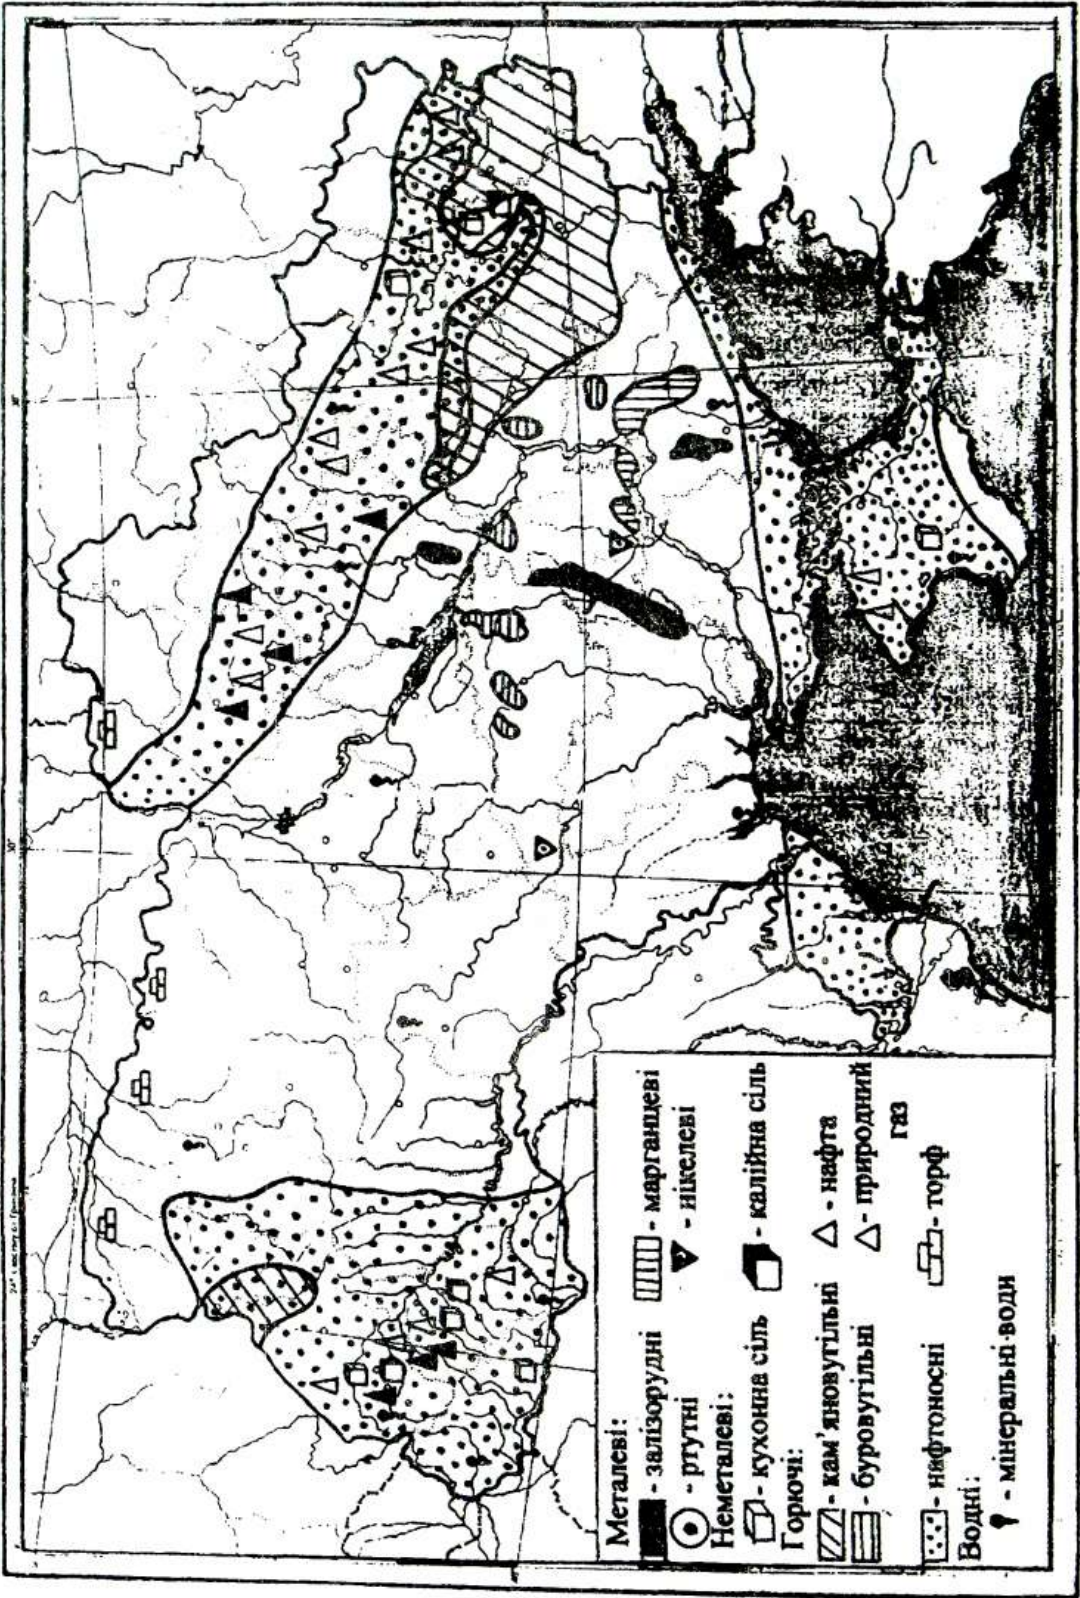 Металеві:
- залізорудні
- марганцеві
- ртутні
- нікелеві
Неметалеві:
- кухонна сіль
- калійна сіль
Горючі:
- кам'яновугільні
- нафта
- буровугільні
- природний
газ
- нафтоносні
- торф
Водні:
- мінеральні води
30°